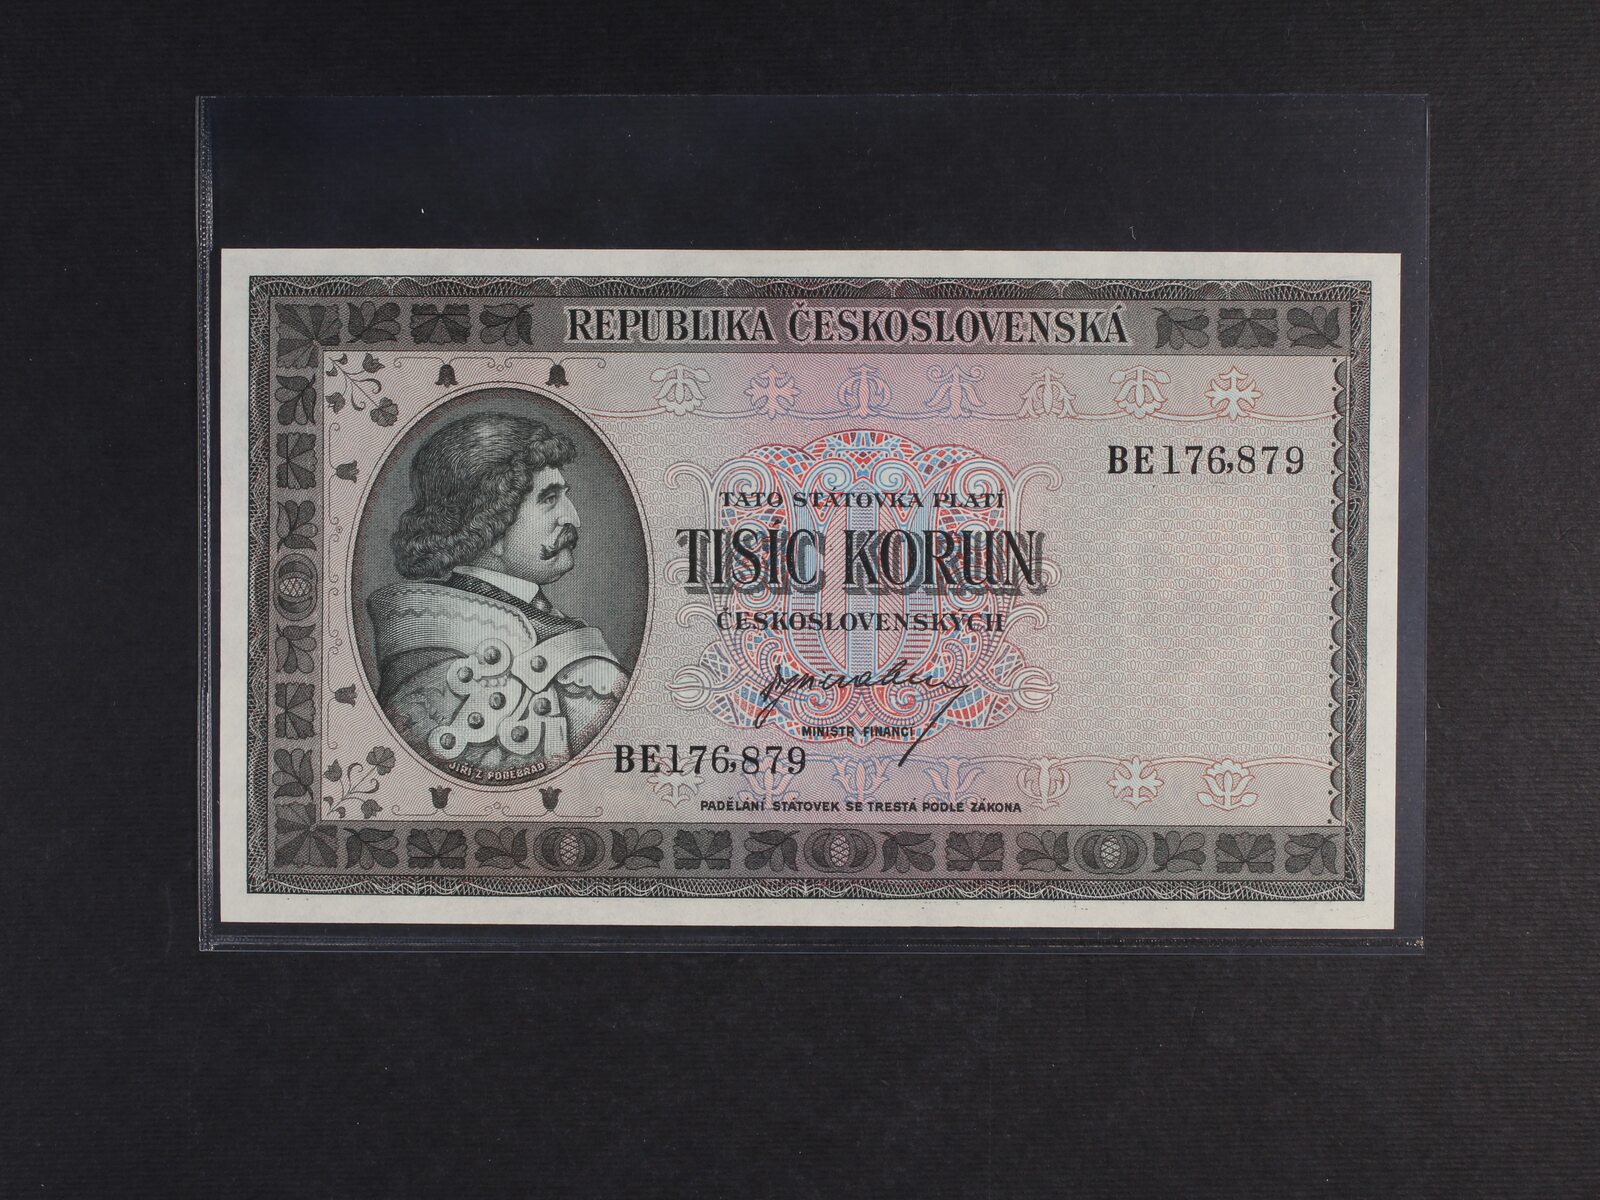 REPUBLIKA ČESKOSLOVENSKÁ
BE176,879
TATO STÁTOVKA PLATÍ
TISÍC KORUN
ČESKOSLOVENSKÝCH
MINISTR FINANCÍ
BE176,879
JIŘÍ Z PODĚBRAD
PADĚLÁNÍ STÁTOVEK SE TRESTÁ PODLE ZÁKONA